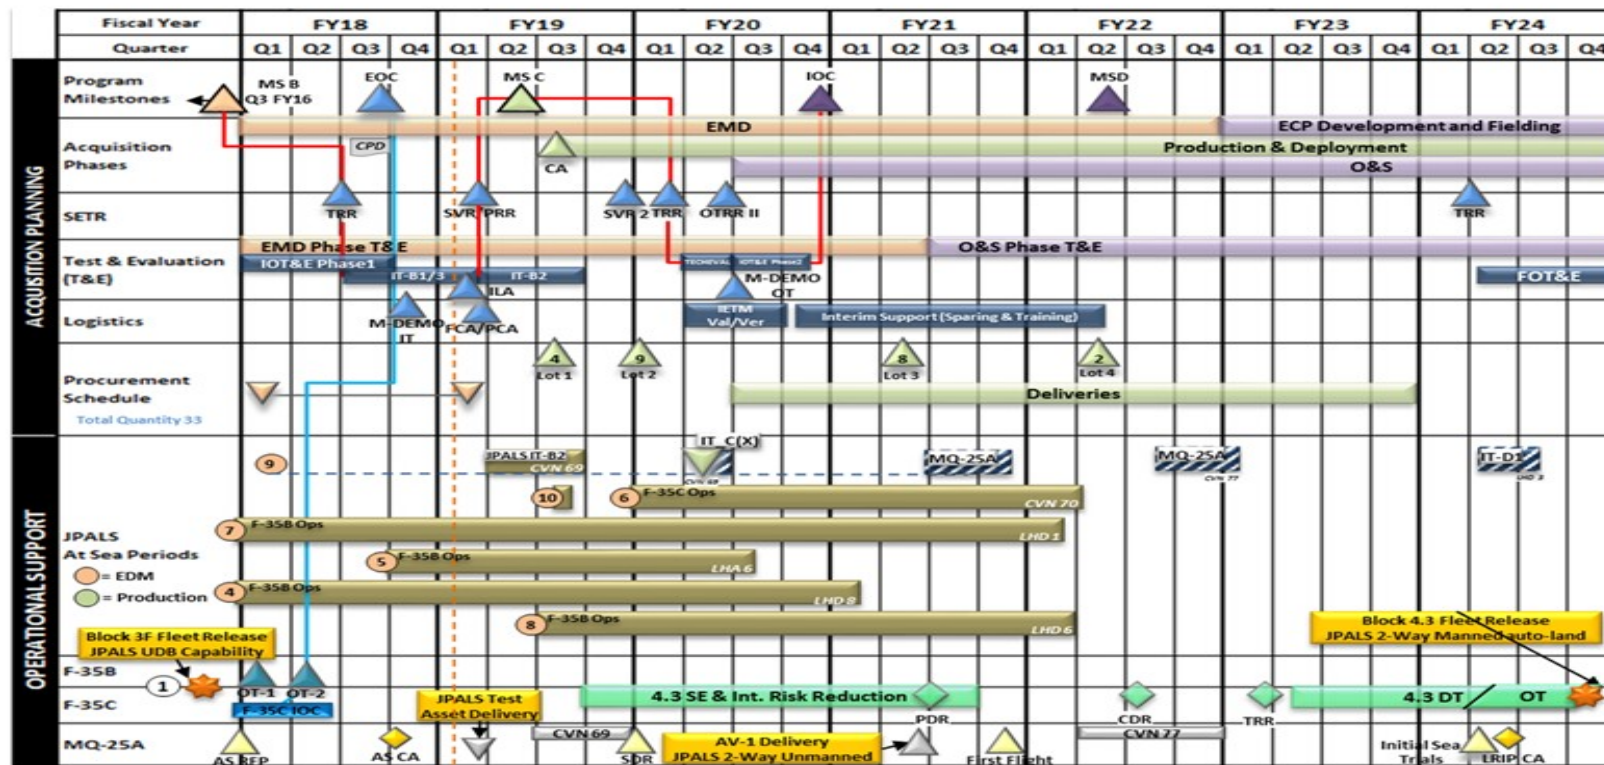 Fiscal Year FY18 FY19 FY20 FY21 FY22 FY23 FY24
Quarter Q1 Q2 Q3 Q4 Q1 Q2 Q3 Q4 Q1 Q2 Q3 Q4 Q1 Q2 Q3 Q4 Q1 Q2 Q3 Q4 Q1 Q2 Q3 Q4 Q1 Q2 Q3 Q4
ACQUISITION PLANNING
Program
Milestones
MS B
Q3 FY16
EOC
MS C
IOC
MSD
EMD
ECP Development and Fielding
Acquisition
Phases
CPD
CA
Production & Deployment
O&S
SETR
TRR
SVR/PRR
SVR 2
TRR
OTRR II
TRR
Test & Evaluation
(T&E)
EMD Phase T&E
O&S Phase T&E
IOT&E Phase1
IT-B1/3
IT-B2
TECHEVAL
IOT&E Phase2
FOT&E
ILA
M-DEMO
OT
Logistics
M-DEMO
IT
FCA/PCA
IETM
Val/Ver
Interim Support (Sparing & Training)
Procurement
Schedule
Total Quantity 33
4
Lot 1
9
Lot 2
8
Lot 3
2
Lot 4
Deliveries
OPERATIONAL SUPPORT
JPALS
At Sea Periods
= EDM
= Production
9
JPALS IT-B2
CVN 69
IT_C(X)
MQ-25A
MQ-25A
CVN 77
IT-D1
10
6
F-35C Ops
CVN 70
7
F-35B Ops
LHD 1
5
F-35B Ops
LHA 6
4
F-35B Ops
LHD 8
8
F-35B Ops
LHD 6
Block 3F Fleet Release
JPALS UDB Capability
Block 4.3 Fleet Release
JPALS 2-Way Manned auto-land
F-35B
1
OT-1
OT-2
F-35C
F-35C IOC
JPALS Test
Asset Delivery
4.3 SE & Int. Risk Reduction
PDR
CDR
TRR
4.3 DT / OT
MQ-25A
AS RFP
AS CA
CVN 69
SDR
AV-1 Delivery
JPALS 2-Way Unmanned
First Flight
CVN 77
Initial Sea
Trials
LRIP CA